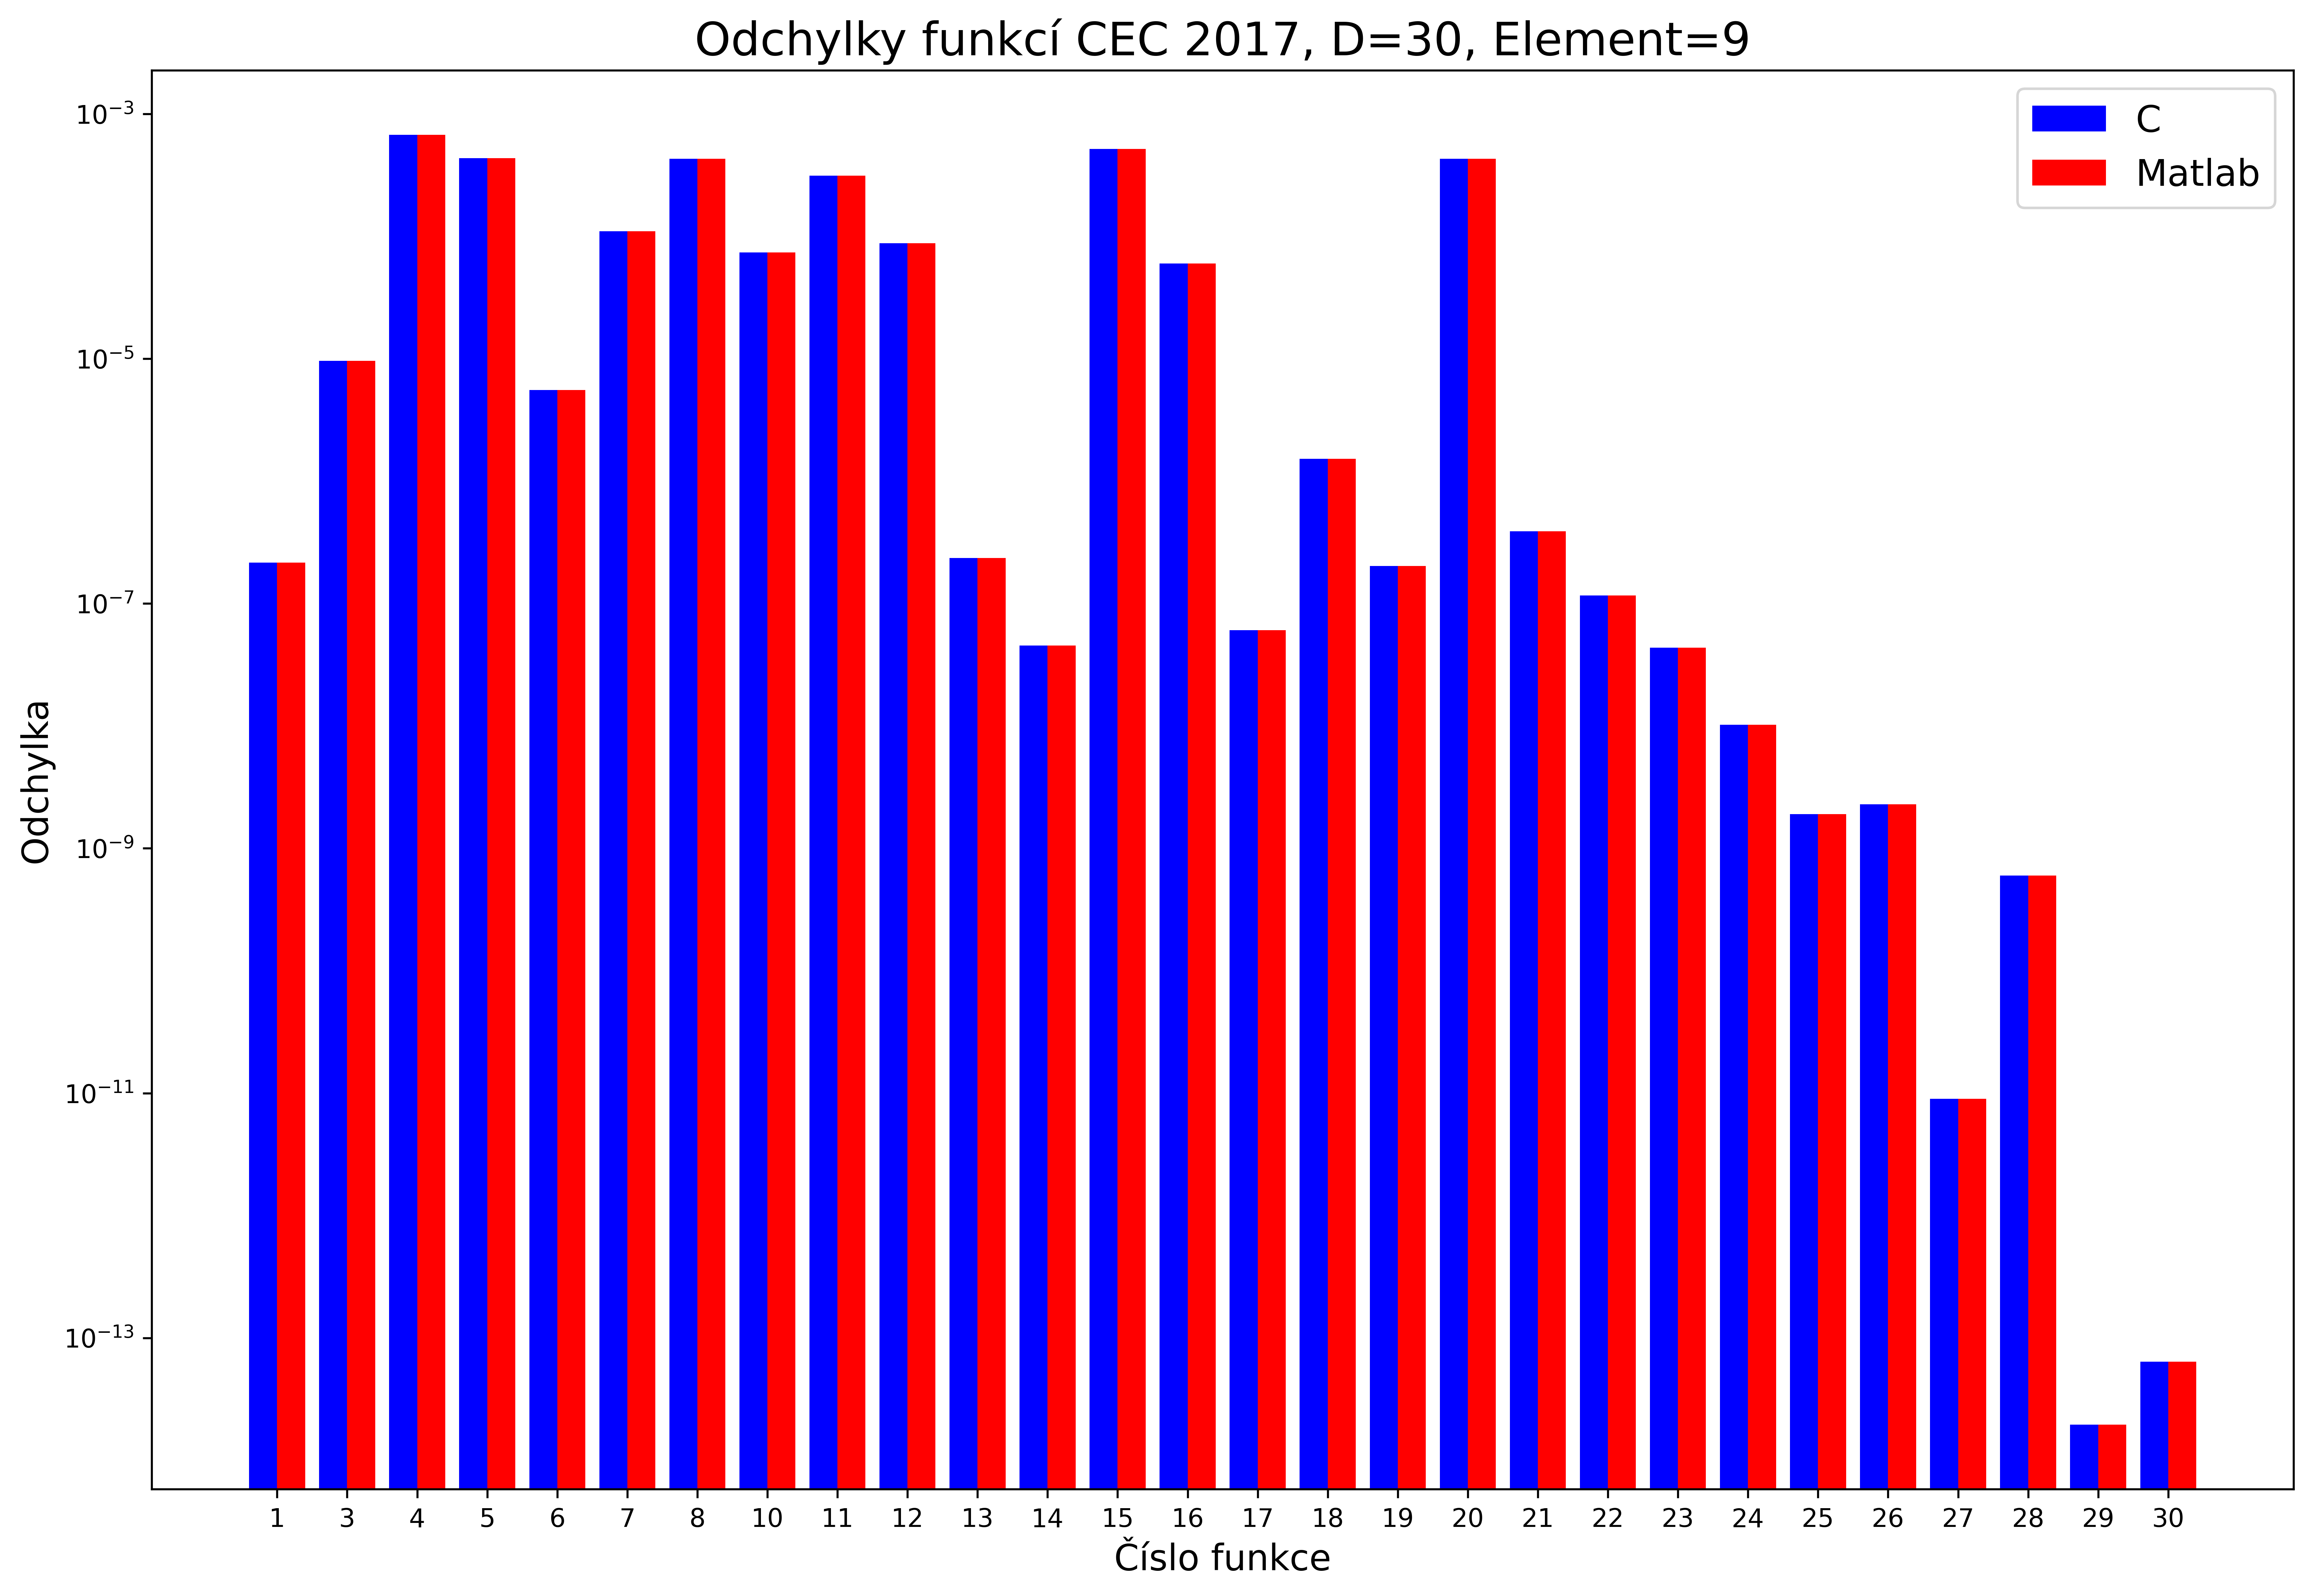 Odchylky funkcí CEC 2017, D=30, Element=9
C
Matlab
10⁻³
10⁻⁵
10⁻⁷
10⁻⁹
10⁻¹¹
10⁻¹³
Odchylka
1 3 4 5 6 7 8 10 11 12 13 14 15 16 17 18 19 20 21 22 23 24 25 26 27 28 29 30
Číslo funkce